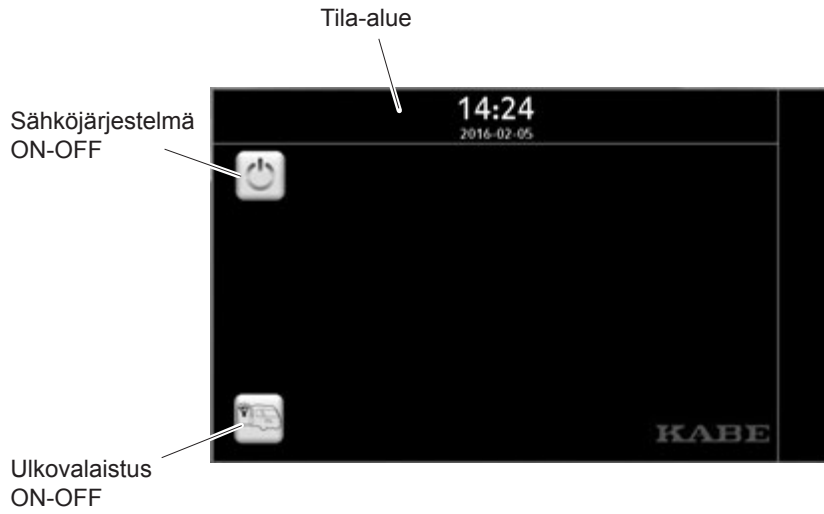 Tila-alue
Sähköjärjestelmä
ON-OFF
14:24
2016-02-05
KABE
Ulkovalaistus
ON-OFF